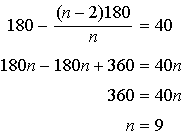 180 − (n−2)180/n = 40
180n − 180n + 360 = 40n
360 = 40n
n = 9